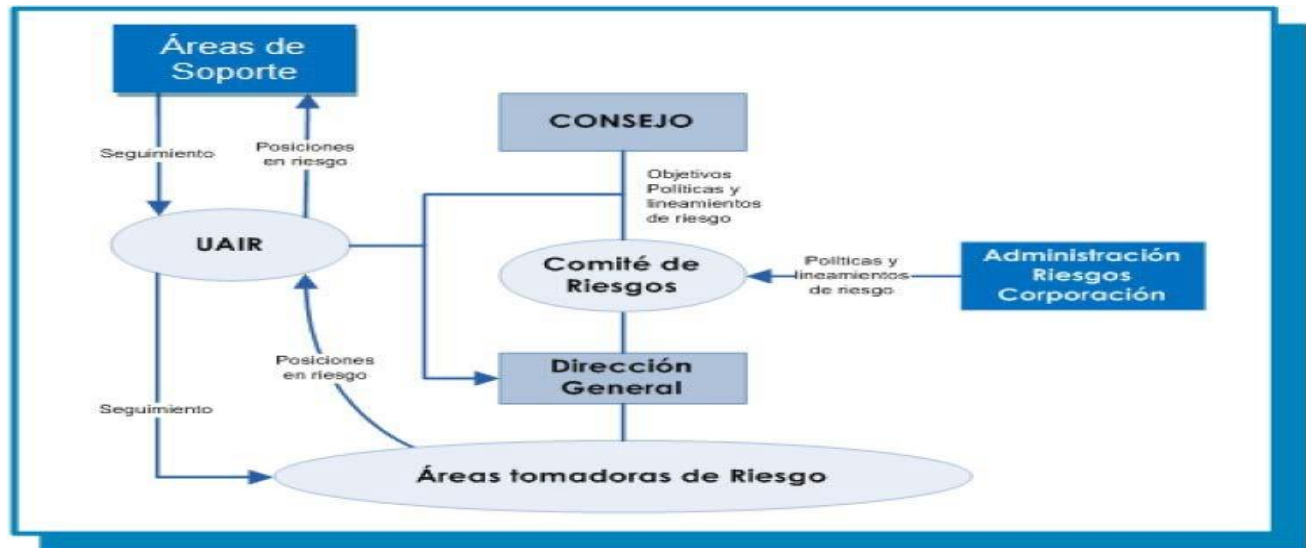 Áreas de
Soporte
CONSEJO
Seguimiento
Posiciones
en riesgo
Objetivos
Políticas y
lineamientos
de riesgo
UAIR
Comité de
Riesgos
Políticas y
lineamientos
de riesgo
Administración
Riesgos
Corporación
Posiciones
en riesgo
Dirección
General
Seguimiento
Áreas tomadoras de Riesgo